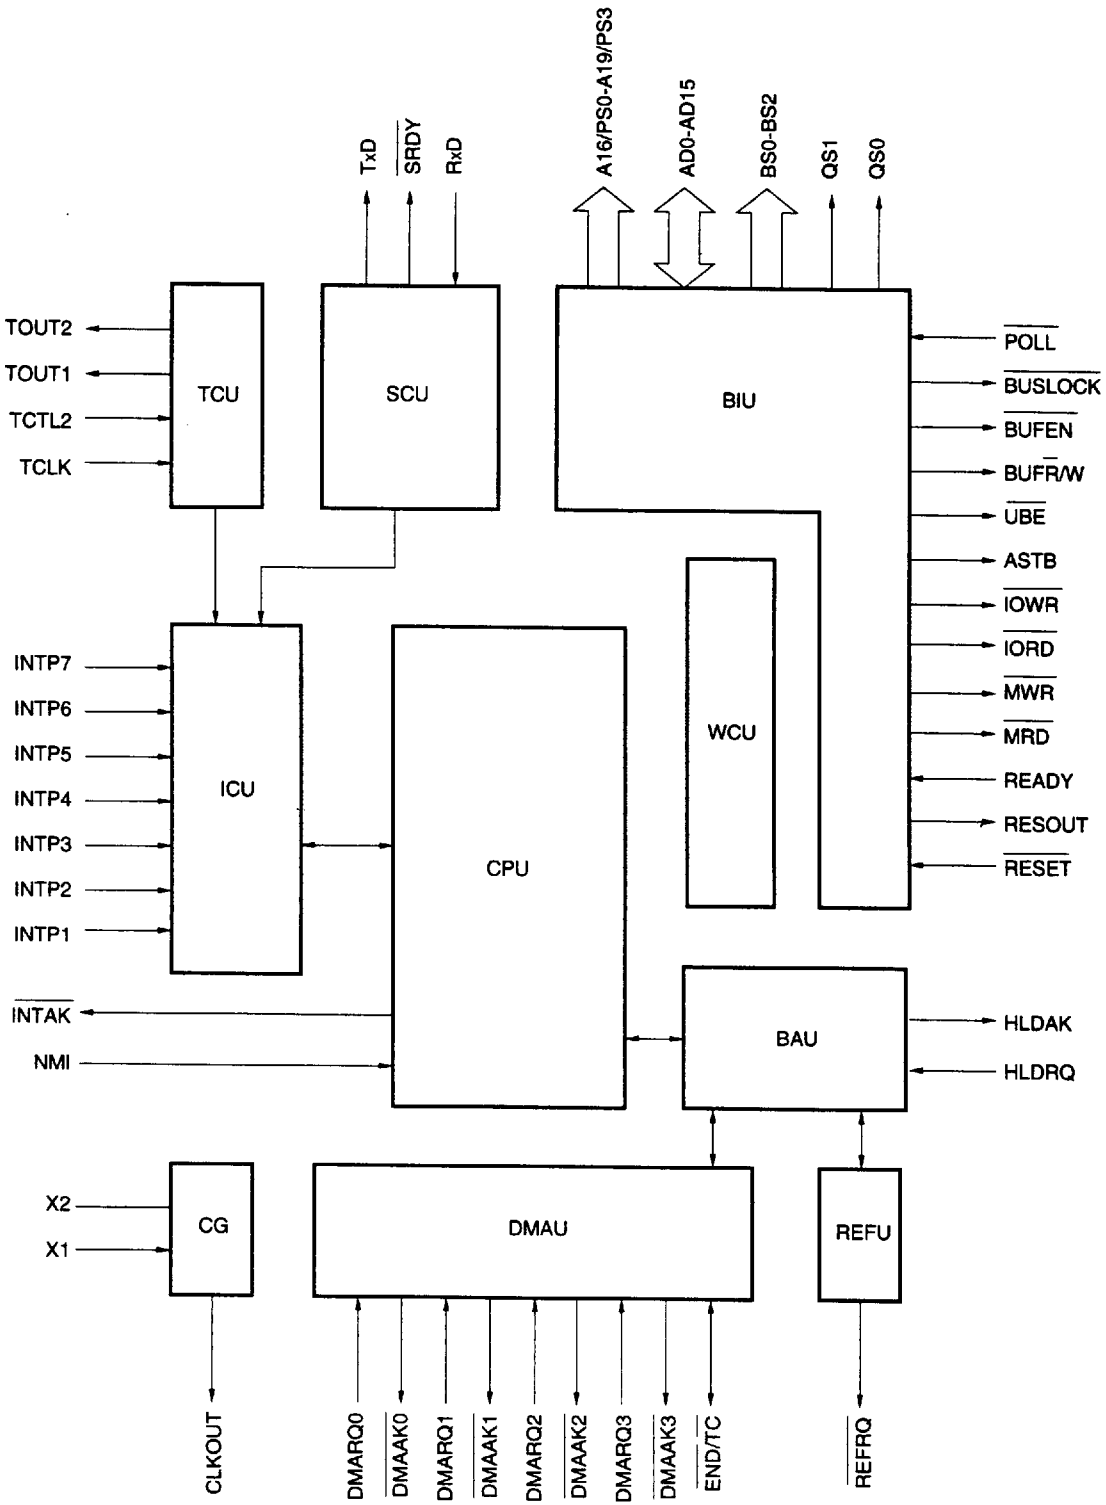 A16/PS0-A19/PS3
AD0-AD15
BS0-BS2
QS1
QS0
TxD
SRDY
RxD
TOUT2
TOUT1
TCTL2
TCLK
TCU
SCU
BIU
POLL
BUSLOCK
BUFEN
BUFR/W
UBE
ASTB
IOWR
IORD
MWR
MRD
READY
RESOUT
RESET
INTP7
INTP6
INTP5
INTP4
INTP3
INTP2
INTP1
ICU
CPU
WCU
INTAK
NMI
BAU
HLDAK
HLDRQ
X2
X1
CG
DMAU
REFU
CLKOUT
DMARQ0
DMAAK0
DMARQ1
DMAAK1
DMARQ2
DMAAK2
DMARQ3
DMAAK3
END/TC
REFRQ